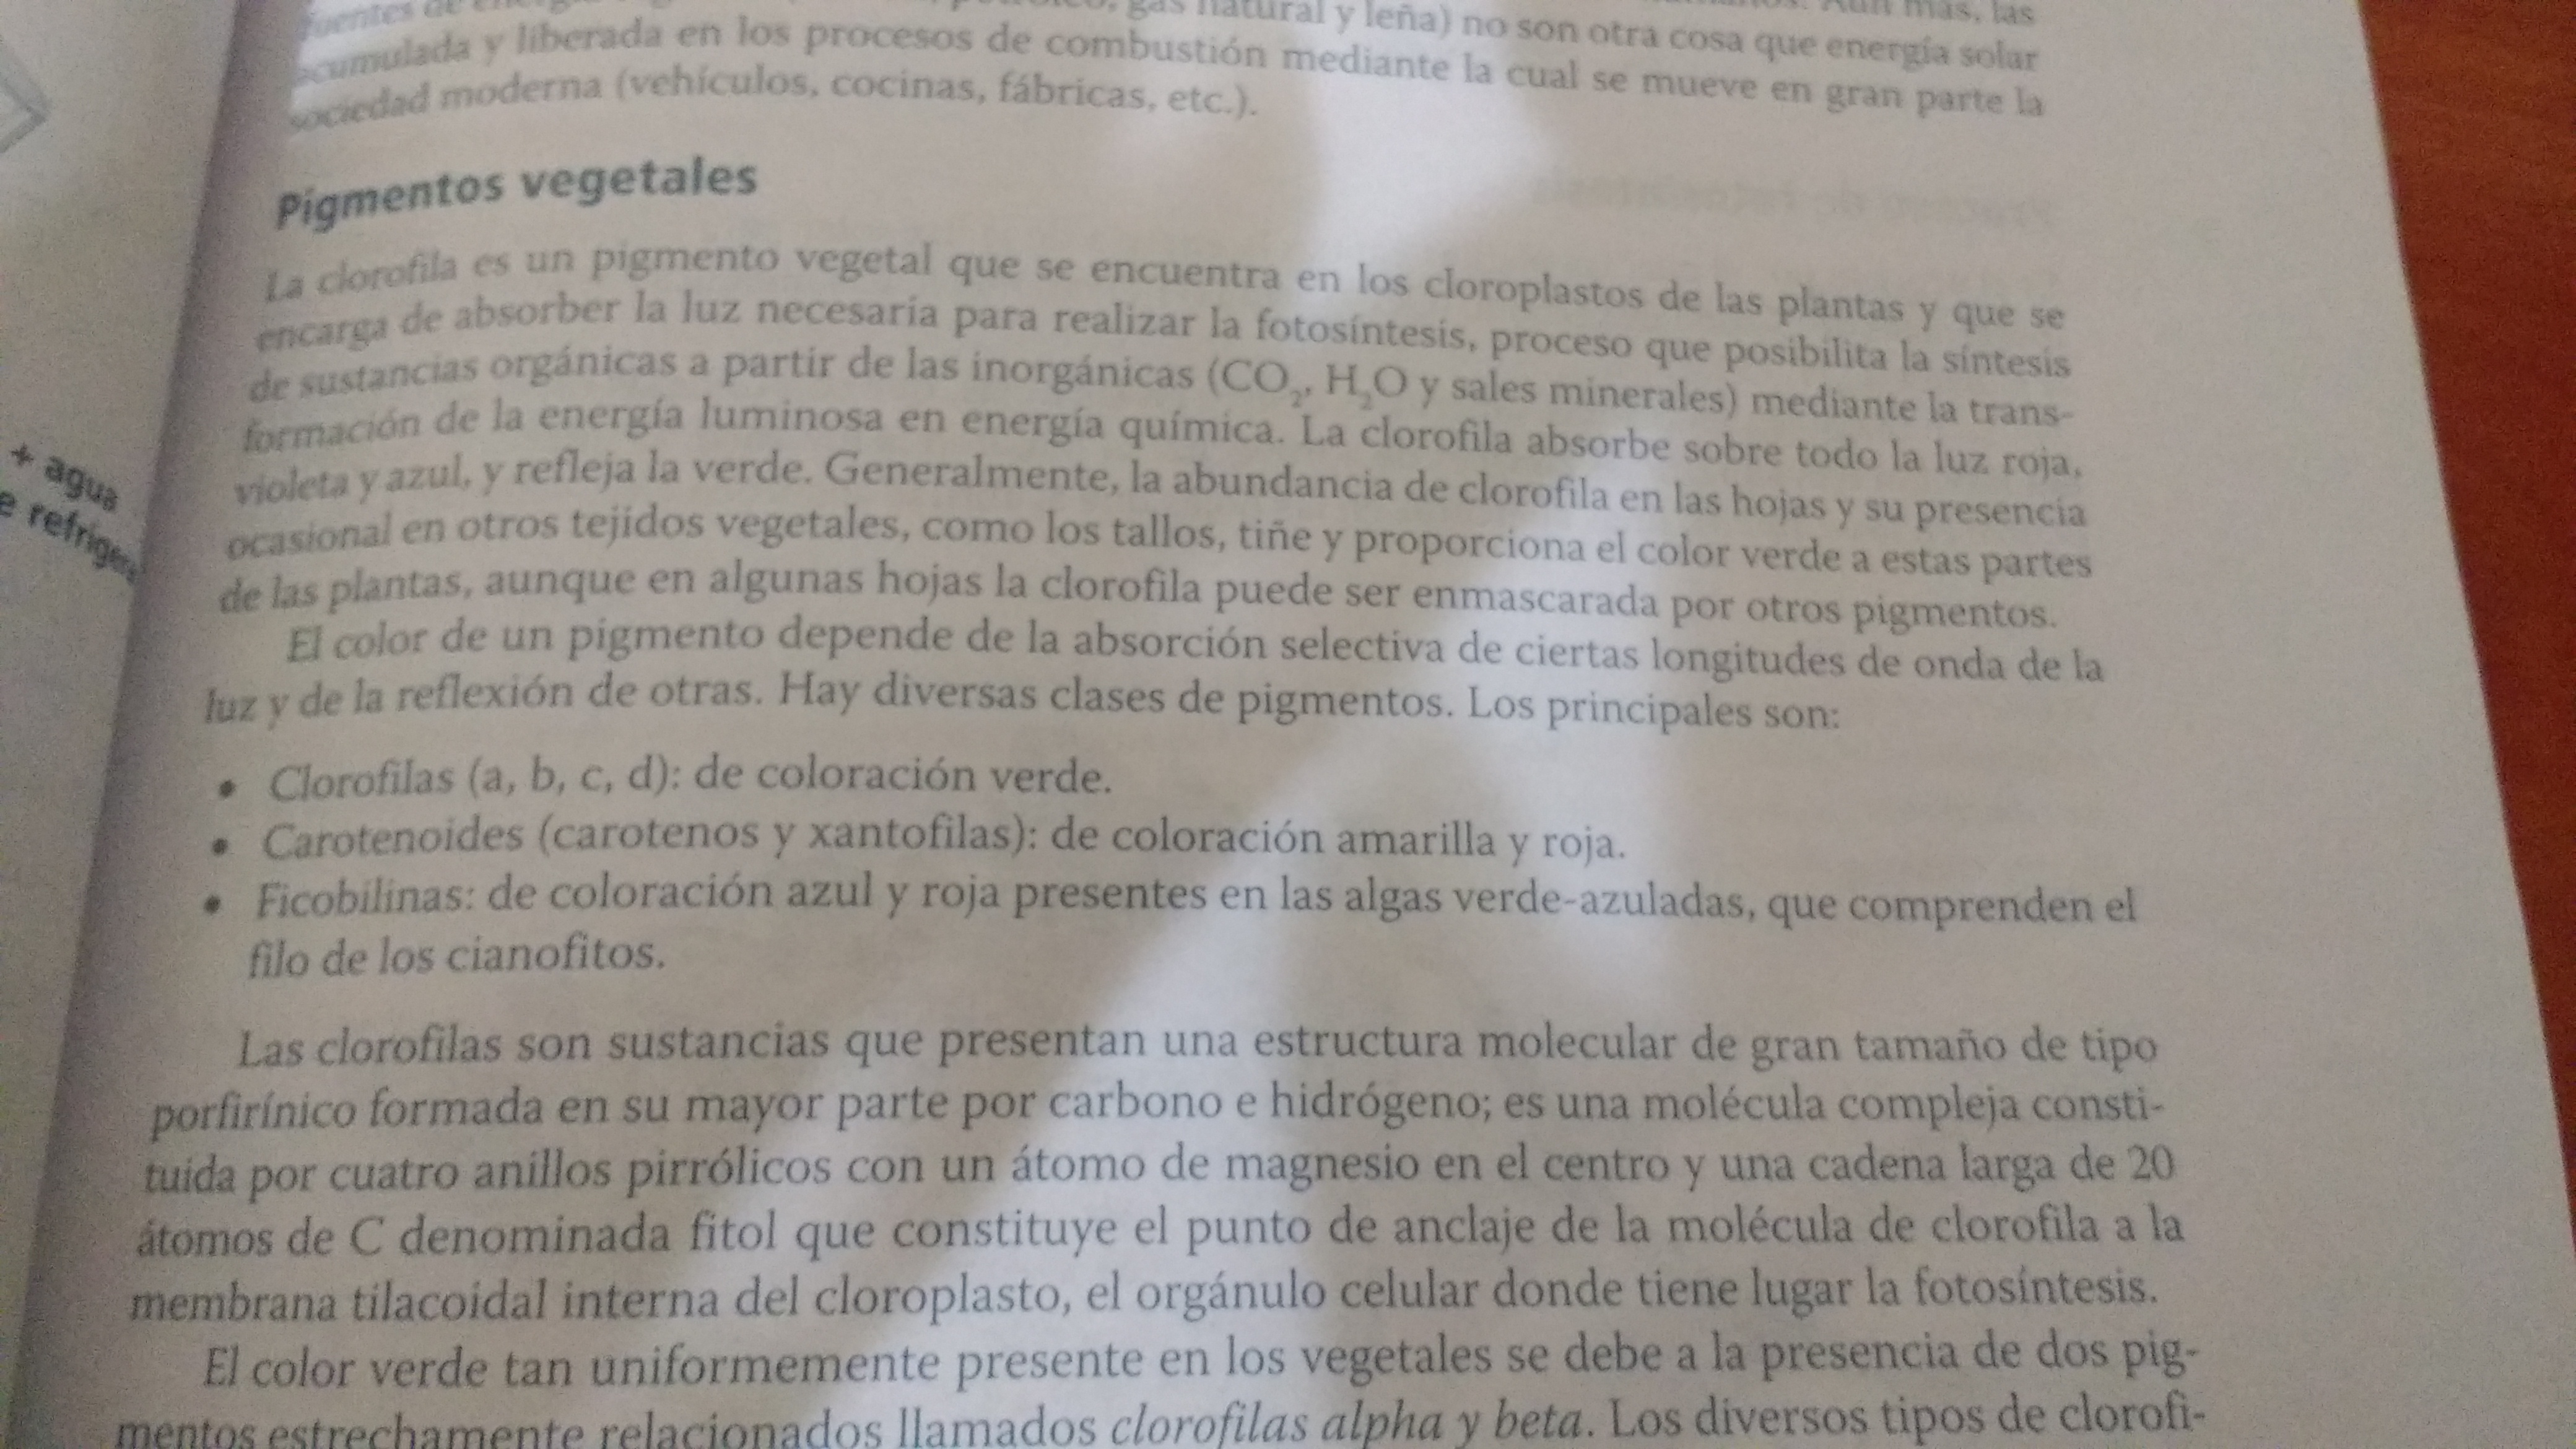 gas natural y leña) no son otra cosa que energía solar
acumulada y liberada en los procesos de combustión mediante la cual se mueve en gran parte la
sociedad moderna (vehículos, cocinas, fábricas, etc.).
Pigmentos vegetales
La clorofila es un pigmento vegetal que se encuentra en los cloroplastos de las plantas y que se
encarga de absorber la luz necesaria para realizar la fotosíntesis, proceso que posibilita la síntesis
de sustancias orgánicas a partir de las inorgánicas (CO₂, H₂O y sales minerales) mediante la trans-
formación de la energía luminosa en energía química. La clorofila absorbe sobre todo la luz roja,
violeta y azul, y refleja la verde. Generalmente, la abundancia de clorofila en las hojas y su presencia
ocasional en otros tejidos vegetales, como los tallos, tiñe y proporciona el color verde a estas partes
de las plantas, aunque en algunas hojas la clorofila puede ser enmascarada por otros pigmentos.
El color de un pigmento depende de la absorción selectiva de ciertas longitudes de onda de la
luz y de la reflexión de otras. Hay diversas clases de pigmentos. Los principales son:
• Clorofilas (a, b, c, d): de coloración verde.
• Carotenoides (carotenos y xantofilas): de coloración amarilla y roja.
• Ficobilinas: de coloración azul y roja presentes en las algas verde-azuladas, que comprenden el
filo de los cianofitos.
Las clorofilas son sustancias que presentan una estructura molecular de gran tamaño de tipo
porfirínico formada en su mayor parte por carbono e hidrógeno; es una molécula compleja consti-
tuida por cuatro anillos pirrólicos con un átomo de magnesio en el centro y una cadena larga de 20
átomos de C denominada fitol que constituye el punto de anclaje de la molécula de clorofila a la
membrana tilacoidal interna del cloroplasto, el orgánulo celular donde tiene lugar la fotosíntesis.
El color verde tan uniformemente presente en los vegetales se debe a la presencia de dos pig-
mentos estrechamente relacionados llamados clorofilas alpha y beta. Los diversos tipos de clorofi-
+ agua
e refriger